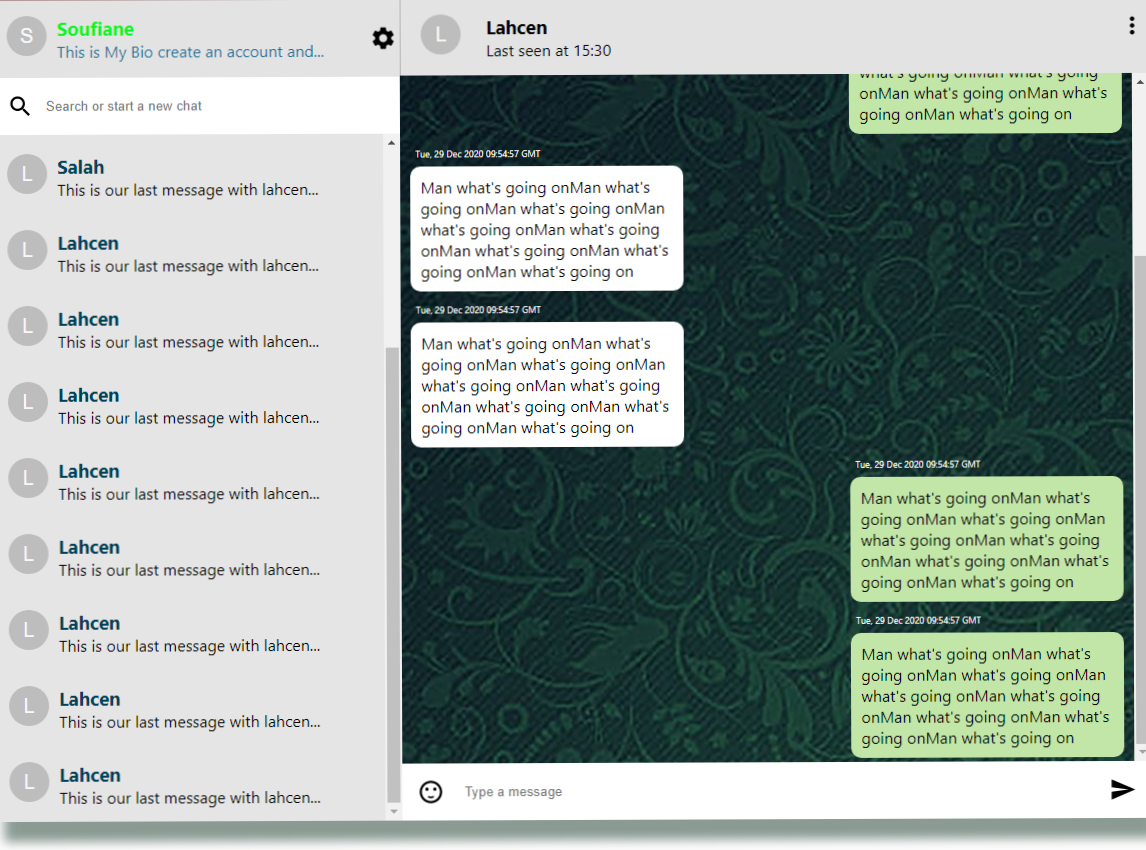 S
Soufiane
This is My Bio create an account and...
Search or start a new chat
L
Salah
This is our last message with lahcen...
L
Lahcen
This is our last message with lahcen...
L
Lahcen
This is our last message with lahcen...
L
Lahcen
This is our last message with lahcen...
L
Lahcen
This is our last message with lahcen...
L
Lahcen
This is our last message with lahcen...
L
Lahcen
This is our last message with lahcen...
L
Lahcen
This is our last message with lahcen...
L
Lahcen
This is our last message with lahcen...
L
Lahcen
Last seen at 15:30
what's going onMan what's going
onMan what's going onMan what's
going onMan what's going on
Tue, 29 Dec 2020 09:54:57 GMT
Man what's going onMan what's
going onMan what's going onMan
what's going onMan what's going
onMan what's going onMan what's
going onMan what's going on
Tue, 29 Dec 2020 09:54:57 GMT
Man what's going onMan what's
going onMan what's going onMan
what's going onMan what's going
onMan what's going onMan what's
going onMan what's going on
Tue, 29 Dec 2020 09:54:57 GMT
Man what's going onMan what's
going onMan what's going onMan
what's going onMan what's going
onMan what's going onMan what's
going onMan what's going on
Tue, 29 Dec 2020 09:54:57 GMT
Man what's going onMan what's
going onMan what's going onMan
what's going onMan what's going
onMan what's going onMan what's
going onMan what's going on
Type a message